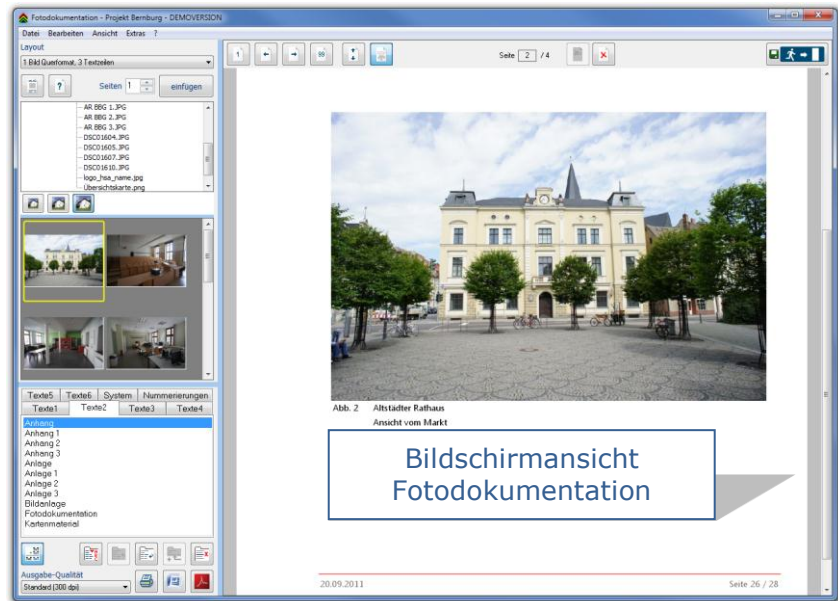 Fotodokumentation - Projekt Bernburg - DEMOVERSION
Datei Bearbeiten Ansicht Extras ?
Layout
1 Bild Querformat, 3 Textzeilen
Seiten 1 einfügen
AR BBG 1.JPG
AR BBG 2.JPG
AR BBG 3.JPG
DSC01604.JPG
DSC01605.JPG
DSC01607.JPG
DSC01610.JPG
logo_hsa_name.jpg
Übersichtskarte.png
Texte5 Texte6 System Nummerierungen
Texte1 Texte2 Texte3 Texte4
Anhang
Anhang 1
Anhang 2
Anhang 3
Anlage
Anlage 1
Anlage 2
Anlage 3
Bildanlage
Fotodokumentation
Kartenmaterial
Ausgabe-Qualität
Standard (300 dpi)
1 99 Seite 2 / 4
Abb. 2 Altstädter Rathaus
Ansicht vom Markt
Bildschirmansicht
Fotodokumentation
20.09.2011 Seite 26 / 28